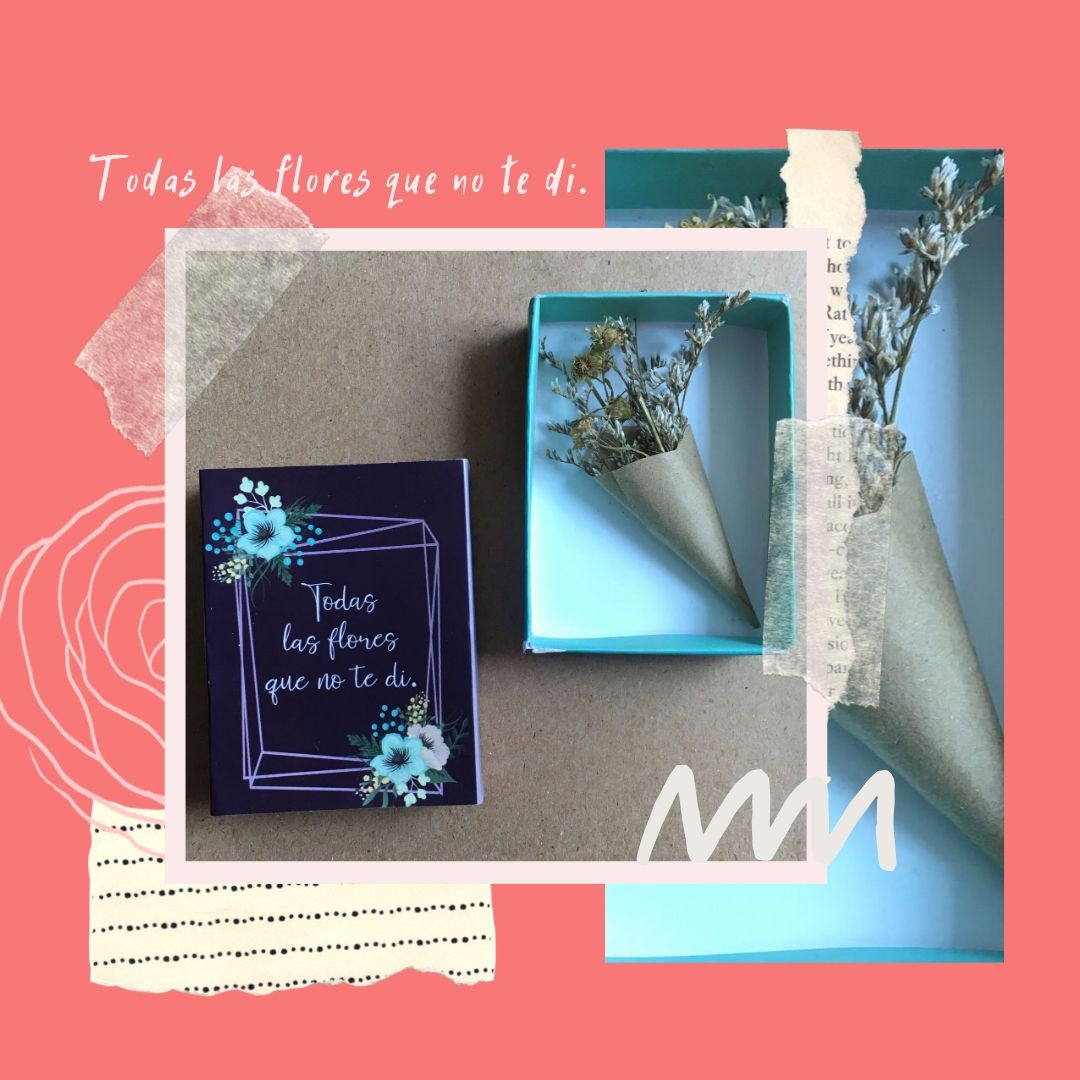 Todas las flores que no te di.
Todas
las flores
que no te di.